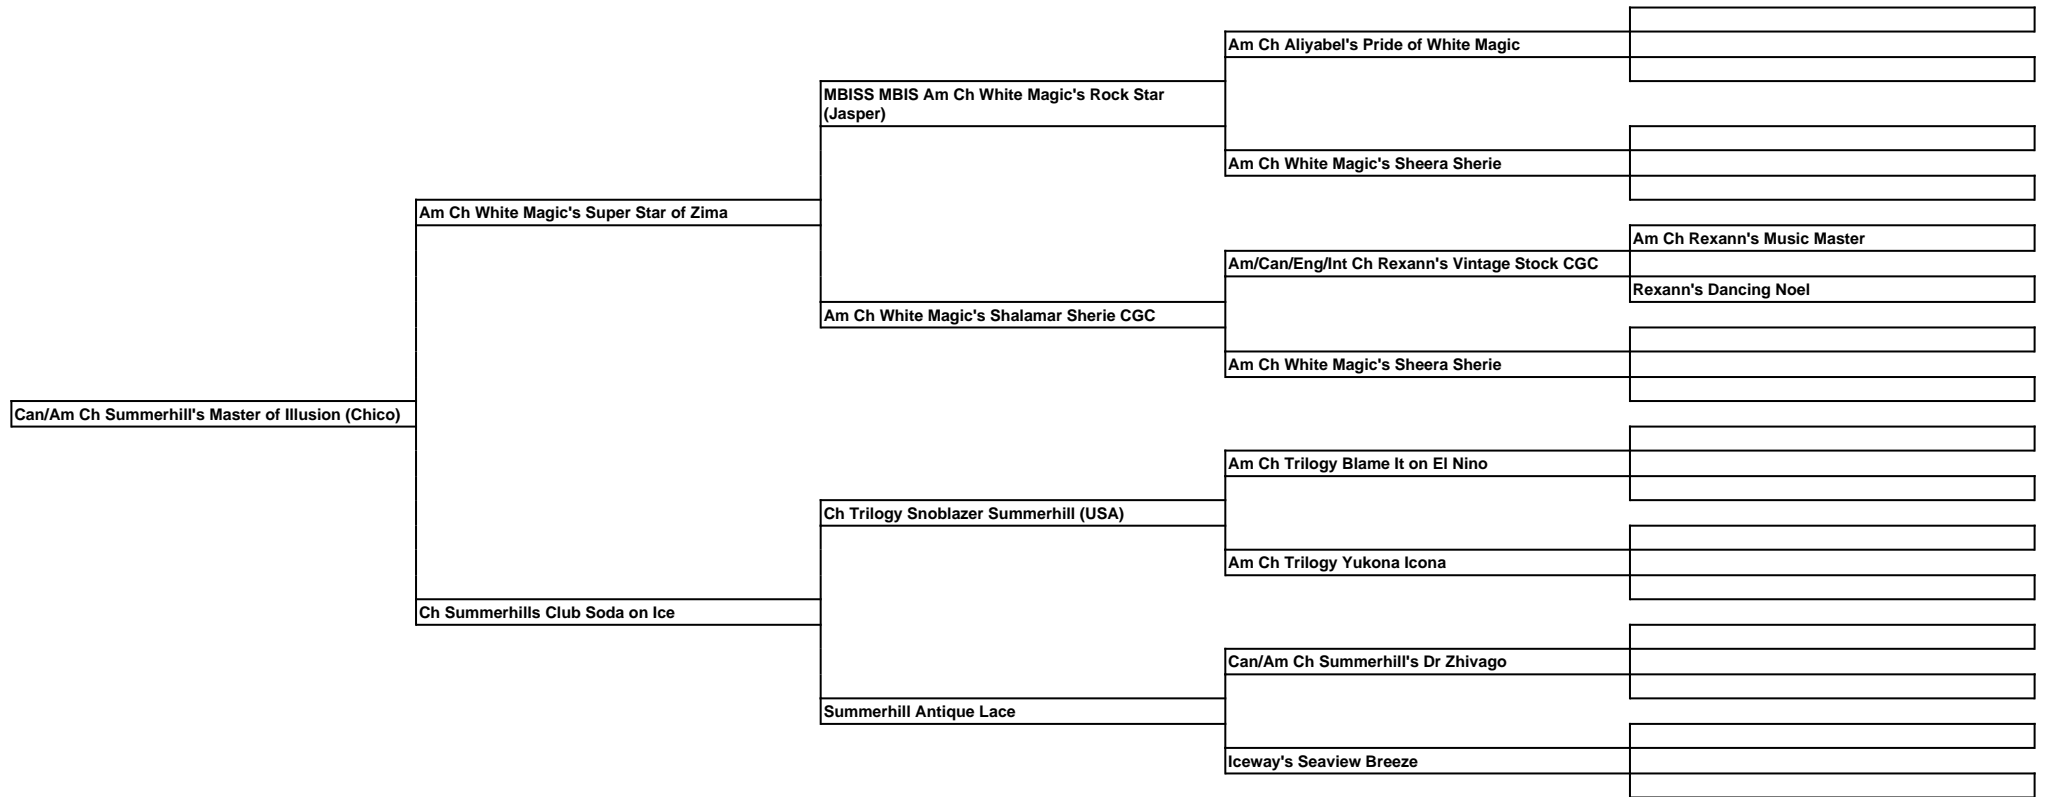 Am Ch Aliyabel's Pride of White Magic
MBISS MBIS Am Ch White Magic's Rock Star
(Jasper)
Am Ch White Magic's Sheera Sherie
Am Ch White Magic's Super Star of Zima
Am Ch Rexann's Music Master
Am/Can/Eng/Int Ch Rexann's Vintage Stock CGC
Rexann's Dancing Noel
Am Ch White Magic's Shalamar Sherie CGC
Am Ch White Magic's Sheera Sherie
Can/Am Ch Summerhill's Master of Illusion (Chico)
Am Ch Trilogy Blame It on El Nino
Ch Trilogy Snoblazer Summerhill (USA)
Am Ch Trilogy Yukona Icona
Ch Summerhills Club Soda on Ice
Can/Am Ch Summerhill's Dr Zhivago
Summerhill Antique Lace
Iceway's Seaview Breeze